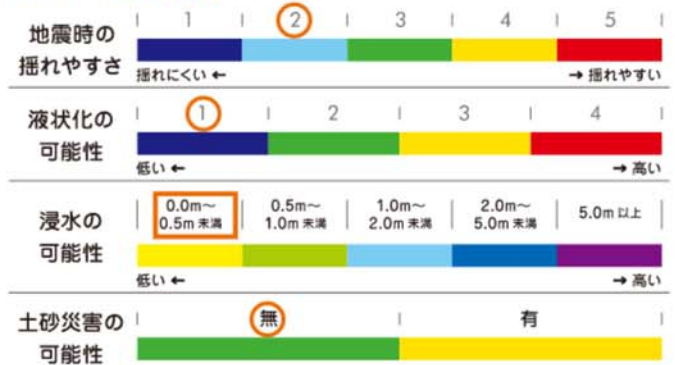 地震時の
揺れやすさ
1 2 3 4 5
揺れにくい ← → 揺れやすい
液状化の
可能性
1 2 3 4
低い ← → 高い
浸水の
可能性
0.0m〜 0.5m〜 1.0m〜 2.0m〜 5.0m 以上
0.5m 未満 1.0m 未満 2.0m 未満 5.0m 未満
低い ← → 高い
土砂災害の
可能性
無 有